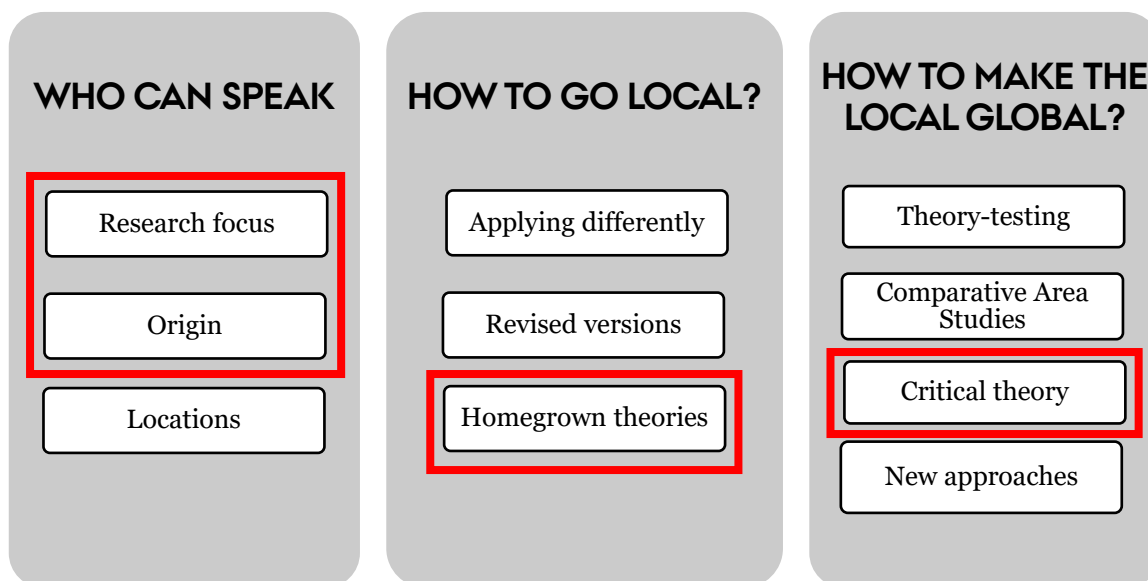 WHO CAN SPEAK
Research focus
Origin
Locations
HOW TO GO LOCAL?
Applying differently
Revised versions
Homegrown theories
HOW TO MAKE THE
LOCAL GLOBAL?
Theory-testing
Comparative Area
Studies
Critical theory
New approaches